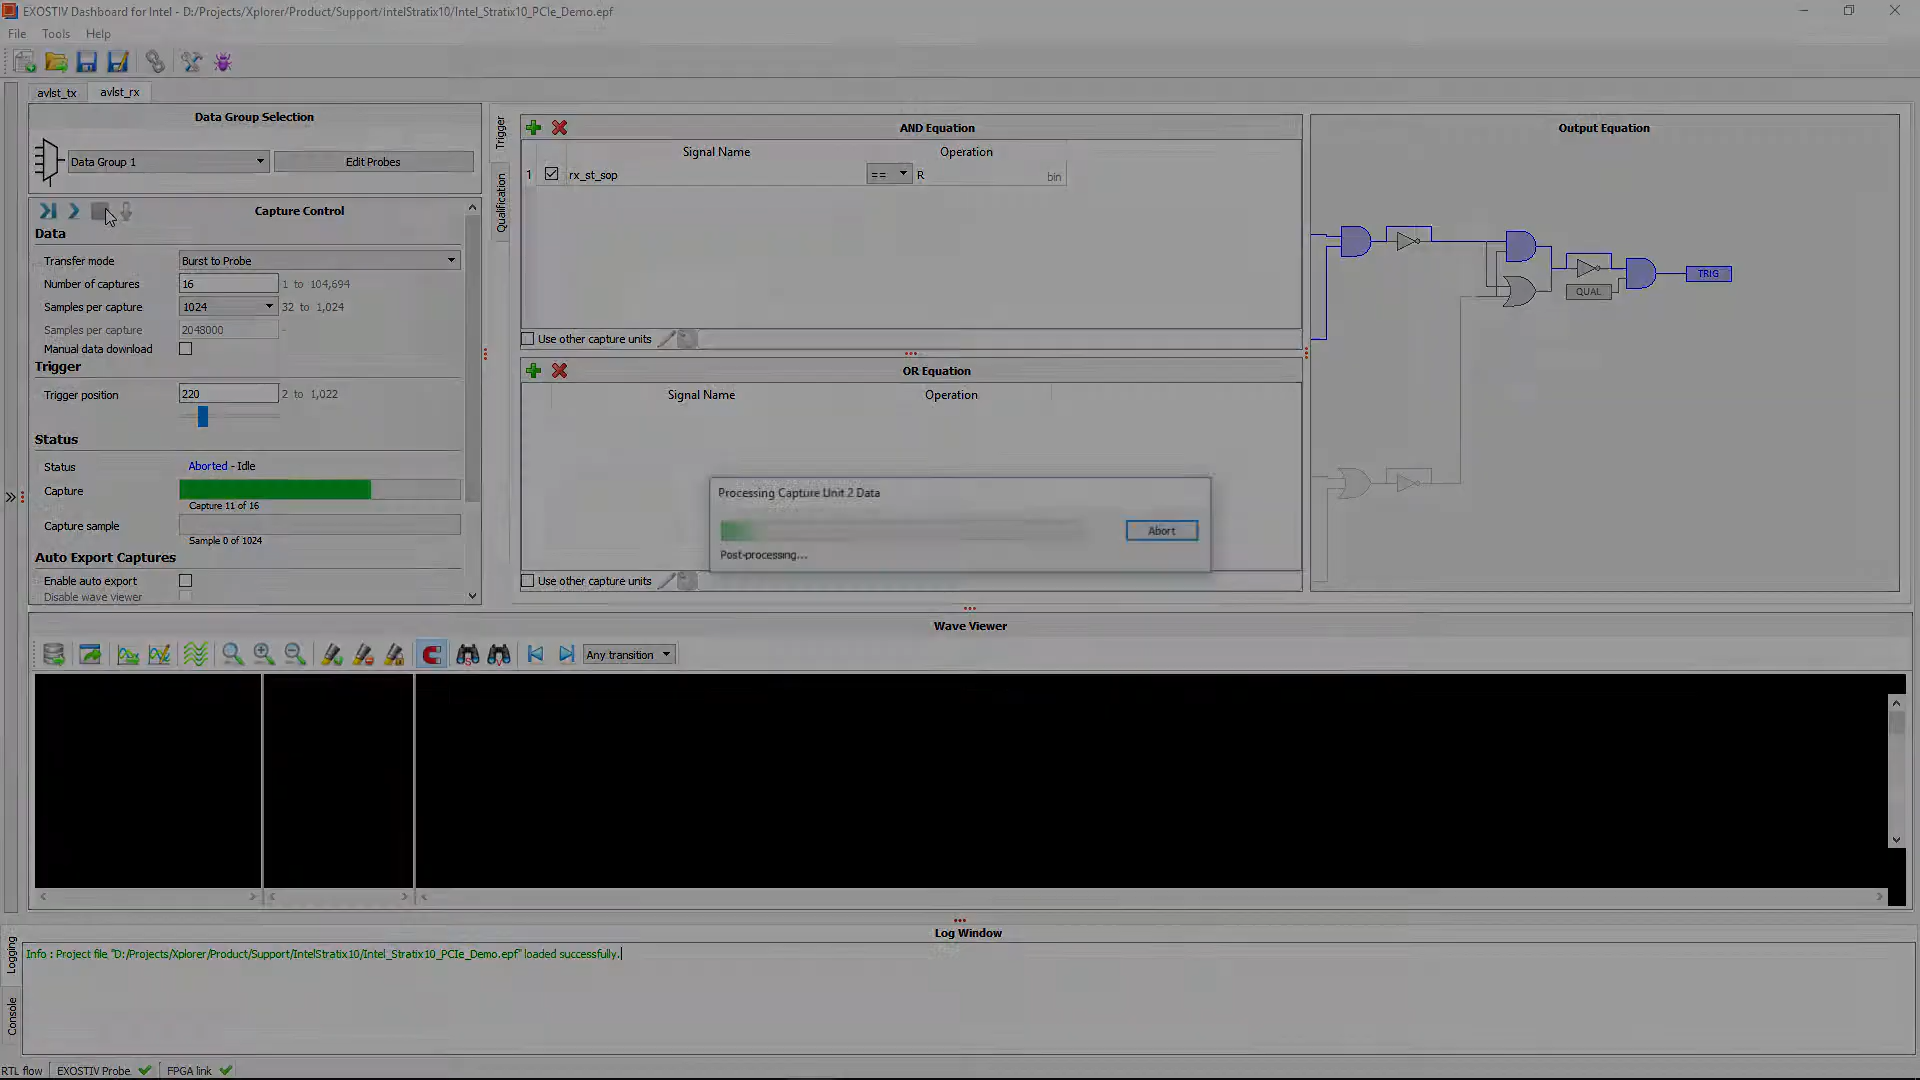 EXOSTIV Dashboard for Intel - D:/Projects/Xplorer/Product/Support/IntelStratix10/Intel_Stratix10_PCIe_Demo.epf
File Tools Help
avlst_tx avlst_rx
Data Group Selection
Data Group 1 Edit Probes
Capture Control
Data
Transfer mode Burst to Probe
Number of captures 16 1 to 104,694
Samples per capture 1024 32 to 1,024
Samples per capture 2048000 -
Manual data download
Trigger
Trigger position 220 2 to 1,022
Status
Status Aborted - Idle
Capture
Capture 11 of 16
Capture sample
Sample 0 of 1024
Auto Export Captures
Enable auto export
Disable wave viewer
Trigger
Qualification
AND Equation
Signal Name Operation
1 rx_st_sop == R bin
Use other capture units
OR Equation
Signal Name Operation
Use other capture units
Output Equation
TRIG
QUAL
Processing Capture Unit 2 Data
Abort
Post-processing...
Wave Viewer
Any transition
Log Window
Logging
Console
Info : Project file "D:/Projects/Xplorer/Product/Support/IntelStratix10/Intel_Stratix10_PCIe_Demo.epf" loaded successfully.
RTL flow EXOSTIV Probe FPGA link